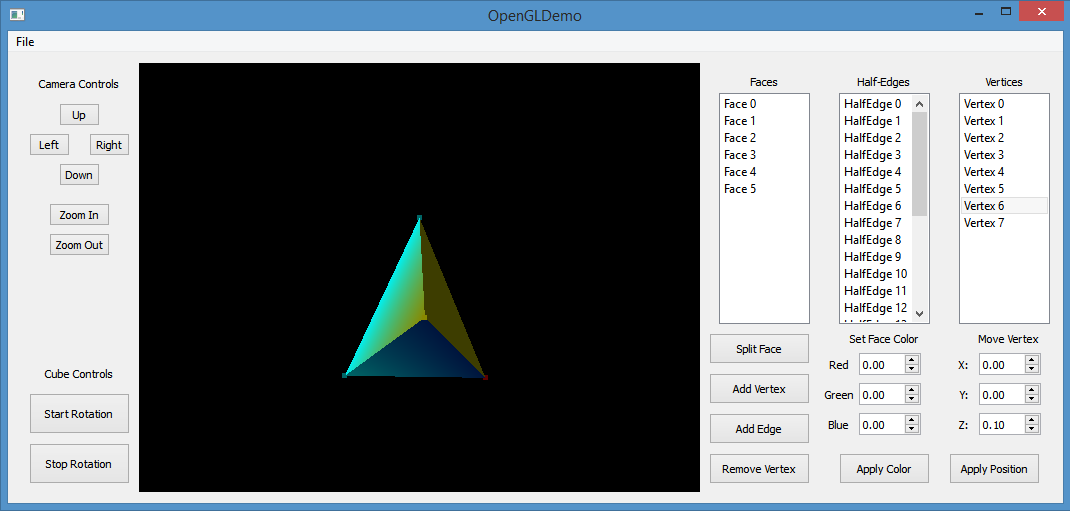 OpenGLDemo
File
Camera Controls
Up
Left Right
Down
Zoom In
Zoom Out
Cube Controls
Start Rotation
Stop Rotation
Faces
Face 0
Face 1
Face 2
Face 3
Face 4
Face 5
Half-Edges
HalfEdge 0
HalfEdge 1
HalfEdge 2
HalfEdge 3
HalfEdge 4
HalfEdge 5
HalfEdge 6
HalfEdge 7
HalfEdge 8
HalfEdge 9
HalfEdge 10
HalfEdge 11
HalfEdge 12
Vertices
Vertex 0
Vertex 1
Vertex 2
Vertex 3
Vertex 4
Vertex 5
Vertex 6
Vertex 7
Split Face
Add Vertex
Add Edge
Remove Vertex
Set Face Color
Red 0.00
Green 0.00
Blue 0.00
Apply Color
Move Vertex
X: 0.00
Y: 0.00
Z: 0.10
Apply Position